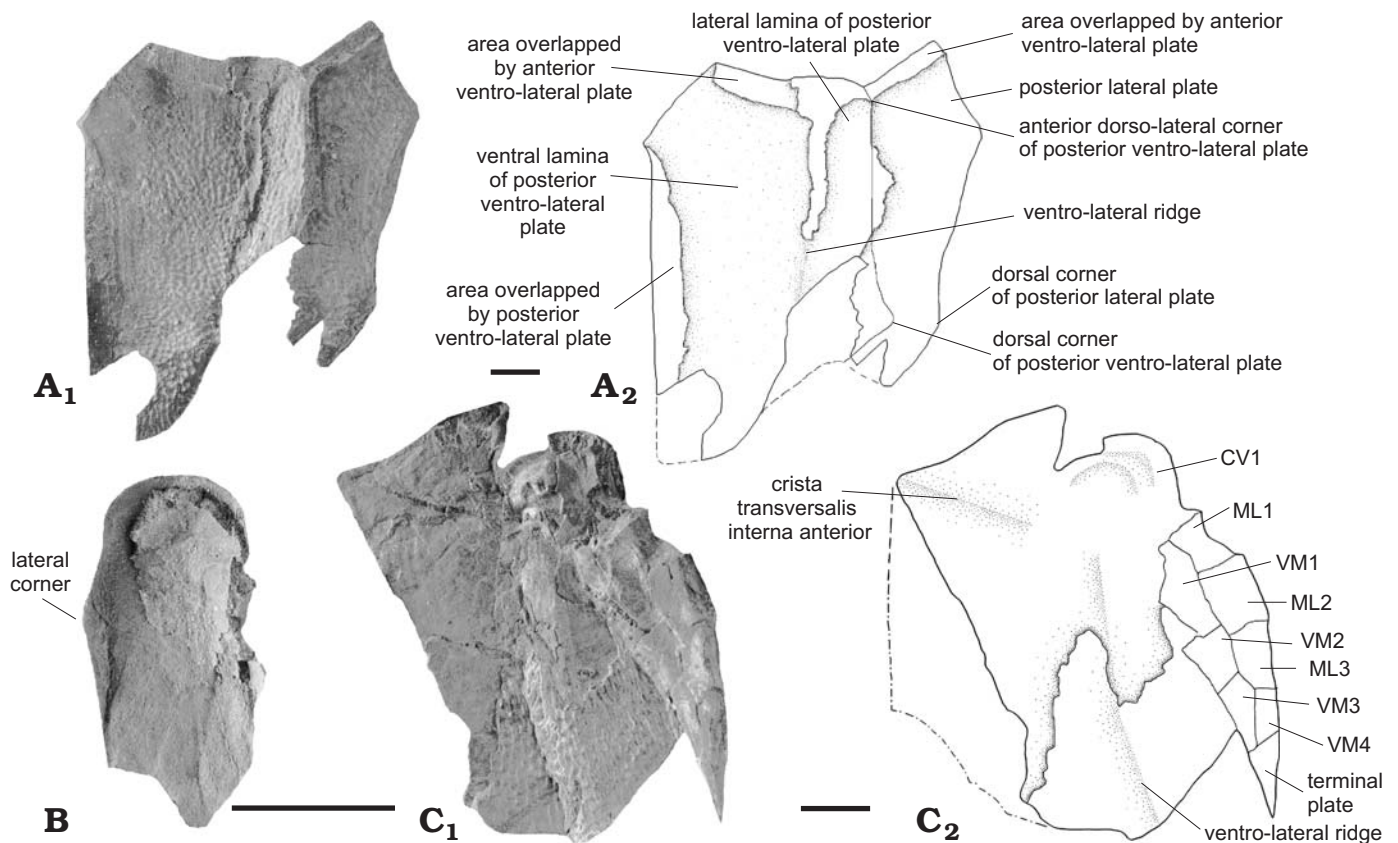 area overlapped
by anterior
ventro-lateral plate
lateral lamina of posterior
ventro-lateral plate
area overlapped by anterior
ventro-lateral plate
posterior lateral plate
anterior dorso-lateral corner
of posterior ventro-lateral plate
ventral lamina
of posterior
ventro-lateral
plate
ventro-lateral ridge
area overlapped
by posterior
ventro-lateral plate
dorsal corner
of posterior lateral plate
dorsal corner
of posterior ventro-lateral plate
A1
A2
lateral
corner
B
C1
crista
transversalis
interna anterior
CV1
ML1
VM1
ML2
VM2
ML3
VM3
VM4
terminal
plate
ventro-lateral ridge
C2